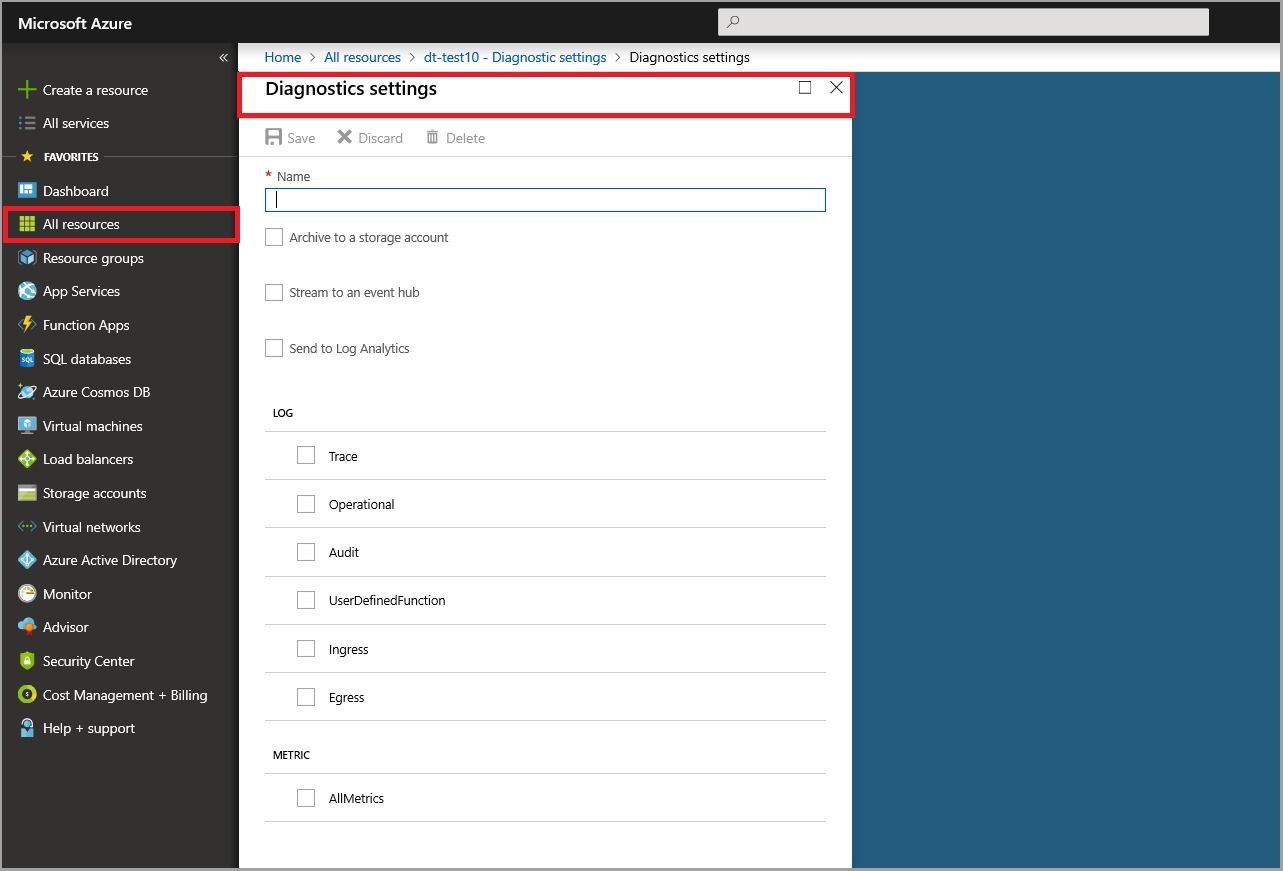 Microsoft Azure
Home > All resources > dt-test10 - Diagnostic settings > Diagnostics settings
«
Create a resource
All services
FAVORITES
Dashboard
All resources
Resource groups
App Services
Function Apps
SQL databases
Azure Cosmos DB
Virtual machines
Load balancers
Storage accounts
Virtual networks
Azure Active Directory
Monitor
Advisor
Security Center
Cost Management + Billing
Help + support
Diagnostics settings
Save Discard Delete
* Name
Archive to a storage account
Stream to an event hub
Send to Log Analytics
LOG
Trace
Operational
Audit
UserDefinedFunction
Ingress
Egress
METRIC
AllMetrics